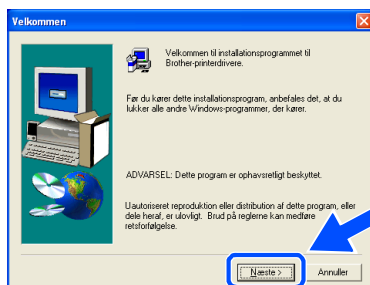 Velkommen
Velkommen til installationsprogrammet til
Brother-printerdrivere.
Før du kører dette installationsprogram, anbefales det, at du
lukker alle andre Windows-programmer, der kører.
ADVARSEL: Dette program er ophavsretligt beskyttet.
Uautoriseret reproduktion eller distribution af dette program, eller
dele heraf, er ulovligt. Brud på reglerne kan medføre
retsforfølgelse.
Næste >
Annuller